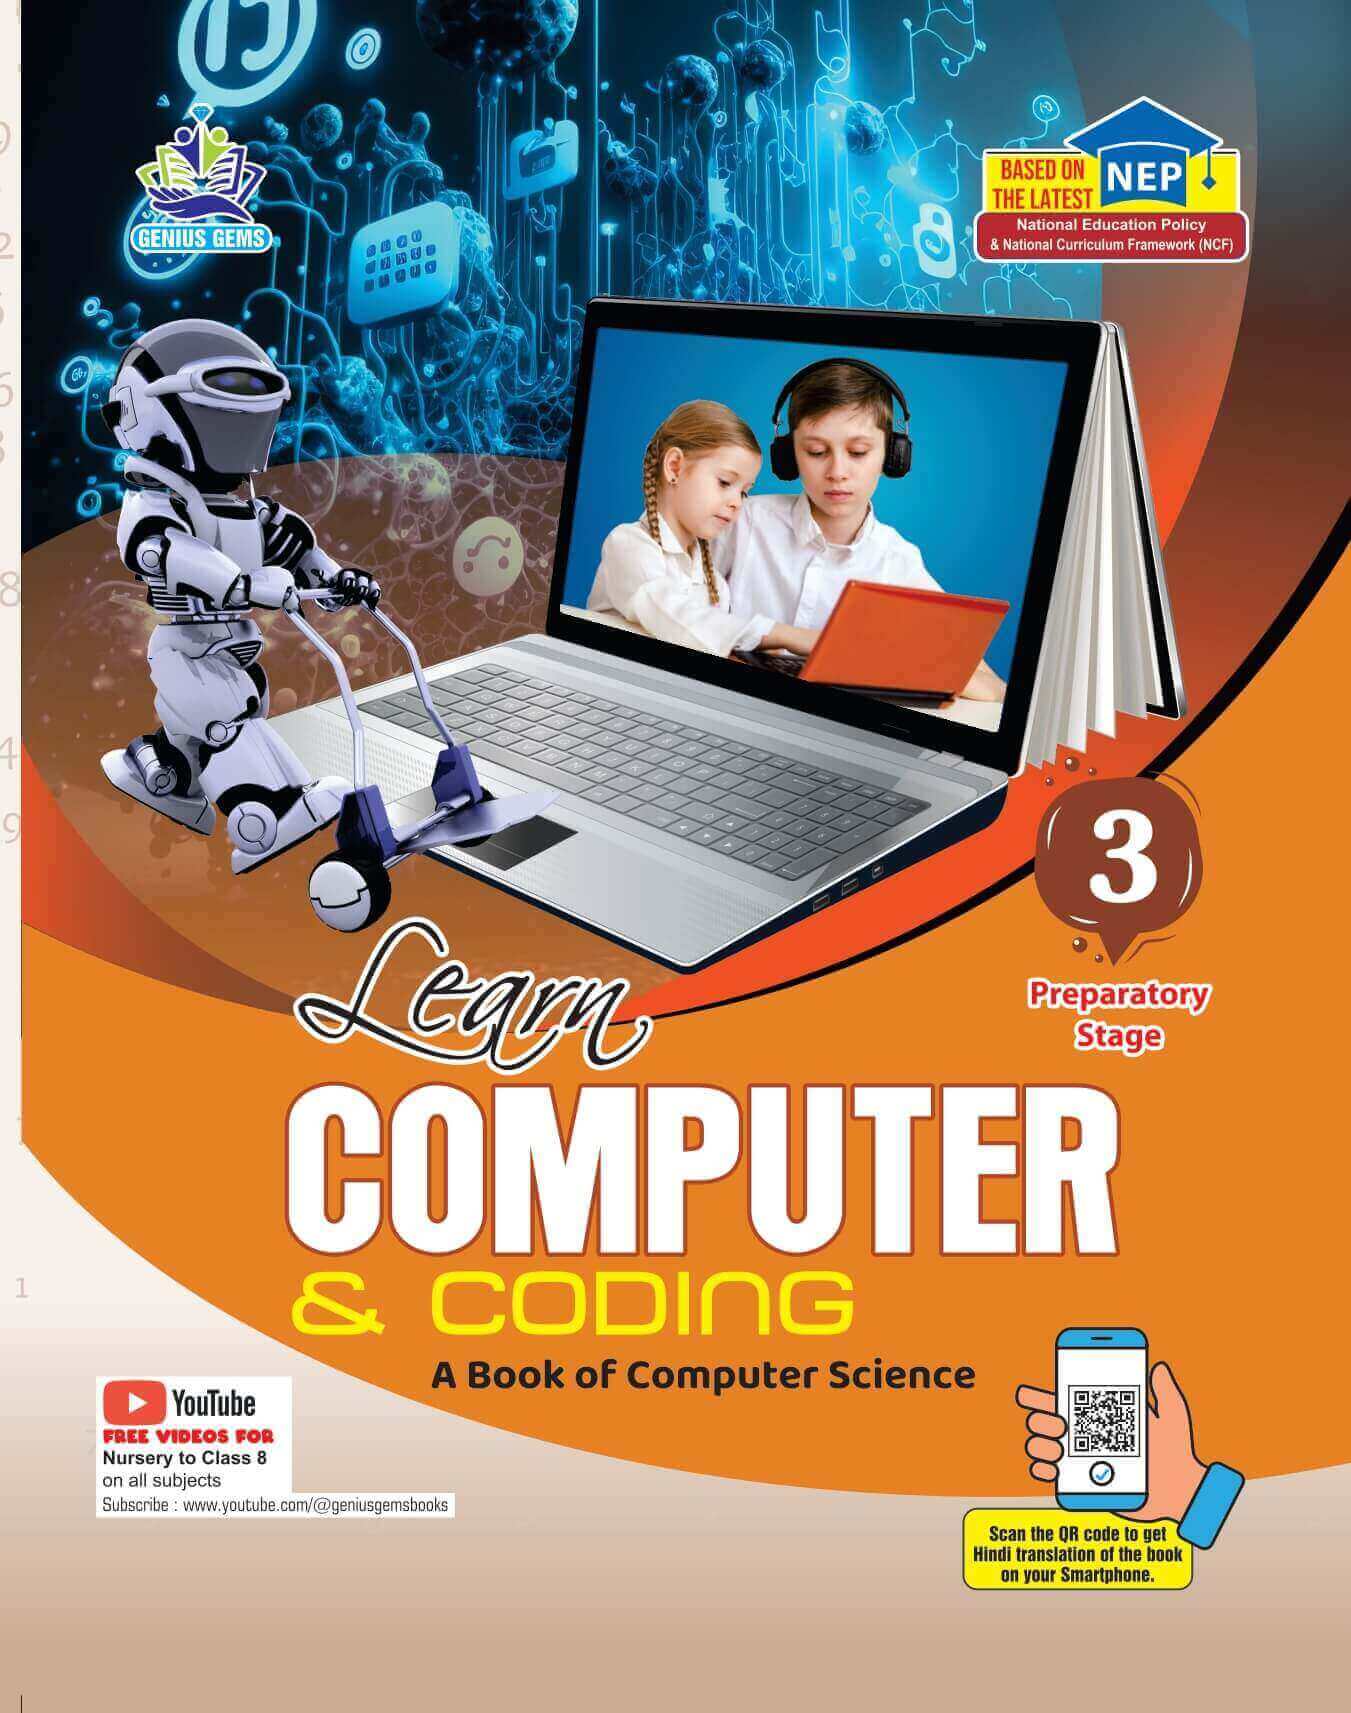 GENIUS GEMS
BASED ON
THE LATEST
NEP
National Education Policy
& National Curriculum Framework (NCF)
3
Preparatory
Stage
Learn
COMPUTER
& CODING
A Book of Computer Science
YouTube
FREE VIDEOS FOR
Nursery to Class 8
on all subjects
Subscribe : www.youtube.com/@geniusgemsbooks
Scan the QR code to get
Hindi translation of the book
on your Smartphone.